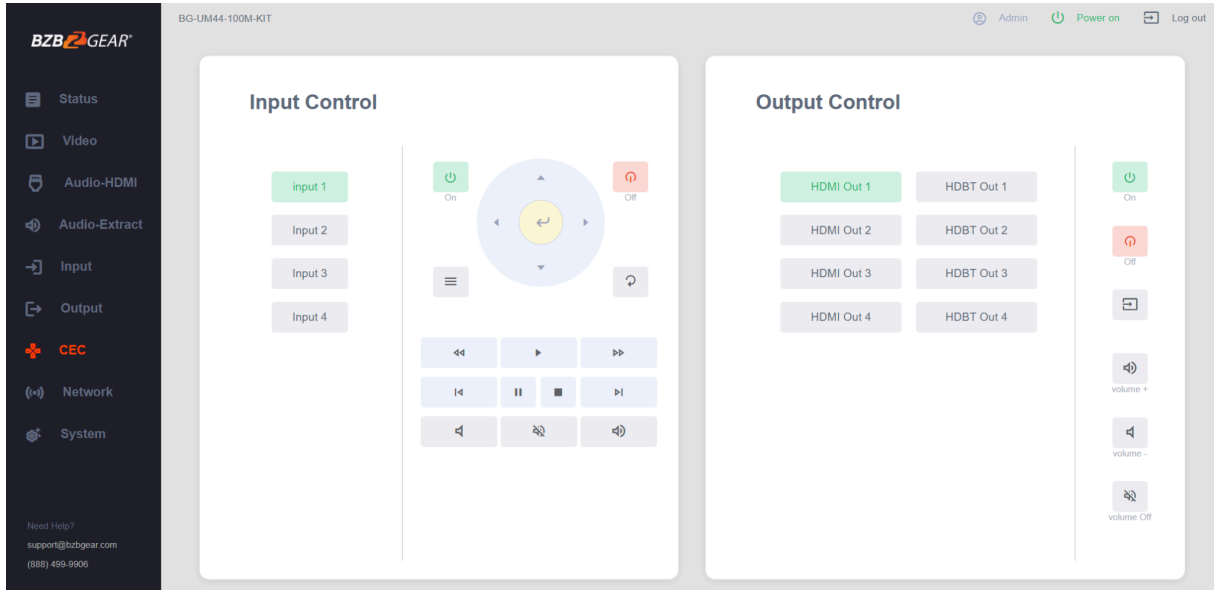 BG-UM44-100M-KIT
Admin
Power on
Log out
BZBGEAR®
Status
Video
Audio-HDMI
Audio-Extract
Input
Output
CEC
Network
System
Need Help?
support@bzbgear.com
(888) 499-9906
Input Control
input 1
Input 2
Input 3
Input 4
On
Off
Output Control
HDMI Out 1
HDBT Out 1
HDMI Out 2
HDBT Out 2
HDMI Out 3
HDBT Out 3
HDMI Out 4
HDBT Out 4
On
Off
volume +
volume -
volume Off